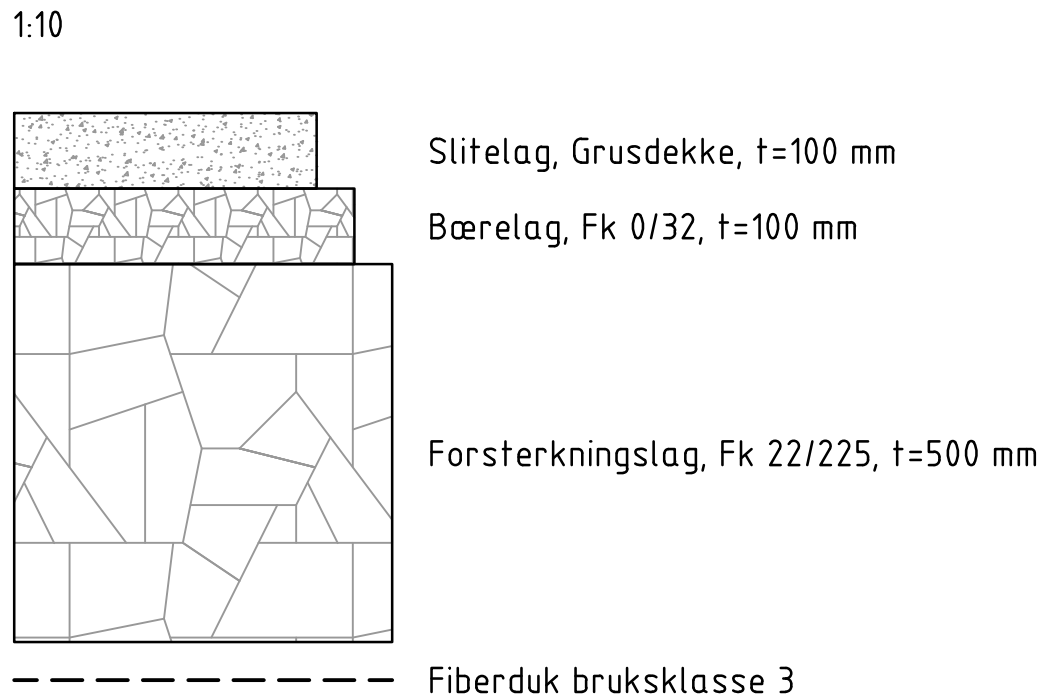 1:10
Slitelag, Grusdekke, t=100 mm
Bærelag, Fk 0/32, t=100 mm
Forsterkningslag, Fk 22/225, t=500 mm
Fiberduk bruksklasse 3